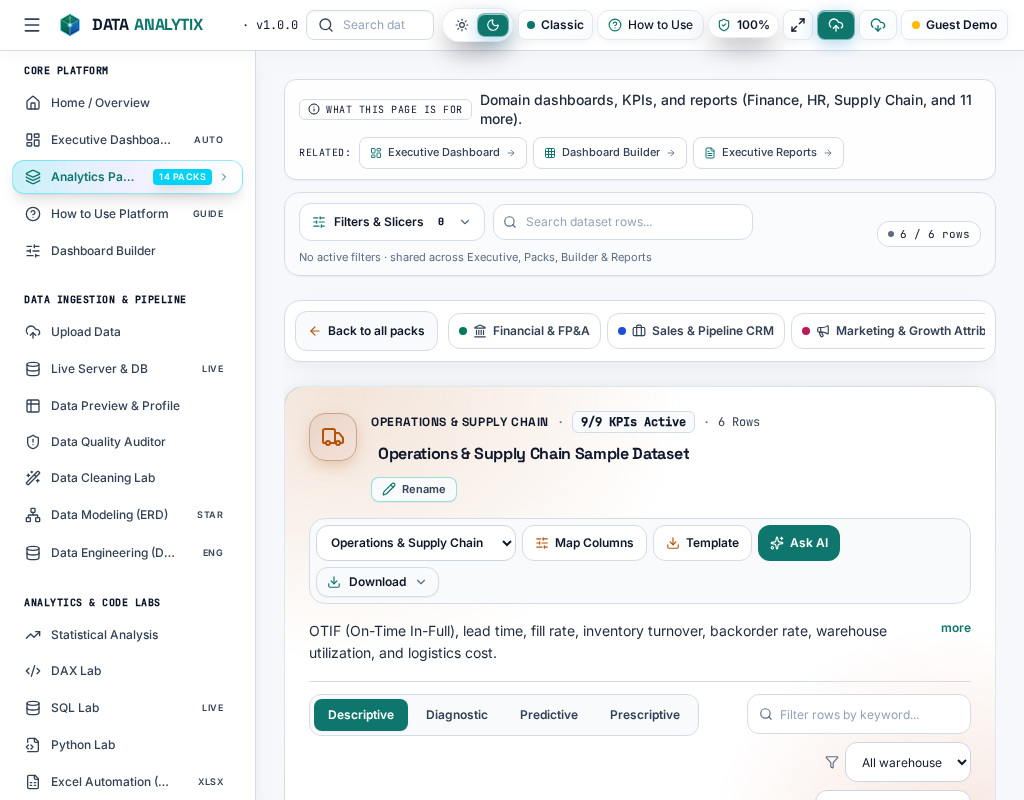 DATA ANALYTIX
· v1.0.0
Search dat
Classic
How to Use
100%
Guest Demo
CORE PLATFORM
Home / Overview
Executive Dashboa... AUTO
Analytics Pa... 14 PACKS
How to Use Platform GUIDE
Dashboard Builder
DATA INGESTION & PIPELINE
Upload Data
Live Server & DB LIVE
Data Preview & Profile
Data Quality Auditor
Data Cleaning Lab
Data Modeling (ERD) STAR
Data Engineering (D... ENG
ANALYTICS & CODE LABS
Statistical Analysis
DAX Lab
SQL Lab LIVE
Python Lab
Excel Automation (... XLSX
WHAT THIS PAGE IS FOR
Domain dashboards, KPIs, and reports (Finance, HR, Supply Chain, and 11
more).
RELATED:
Executive Dashboard →
Dashboard Builder →
Executive Reports →
Filters & Slicers 0
Search dataset rows...
6 / 6 rows
No active filters · shared across Executive, Packs, Builder & Reports
Back to all packs
Financial & FP&A
Sales & Pipeline CRM
Marketing & Growth Attrib
OPERATIONS & SUPPLY CHAIN · 9/9 KPIs Active · 6 Rows
Operations & Supply Chain Sample Dataset
Rename
Operations & Supply Chain
Map Columns
Template
Ask AI
Download
OTIF (On-Time In-Full), lead time, fill rate, inventory turnover, backorder rate, warehouse
utilization, and logistics cost.
more
Descriptive
Diagnostic
Predictive
Prescriptive
Filter rows by keyword...
All warehouse